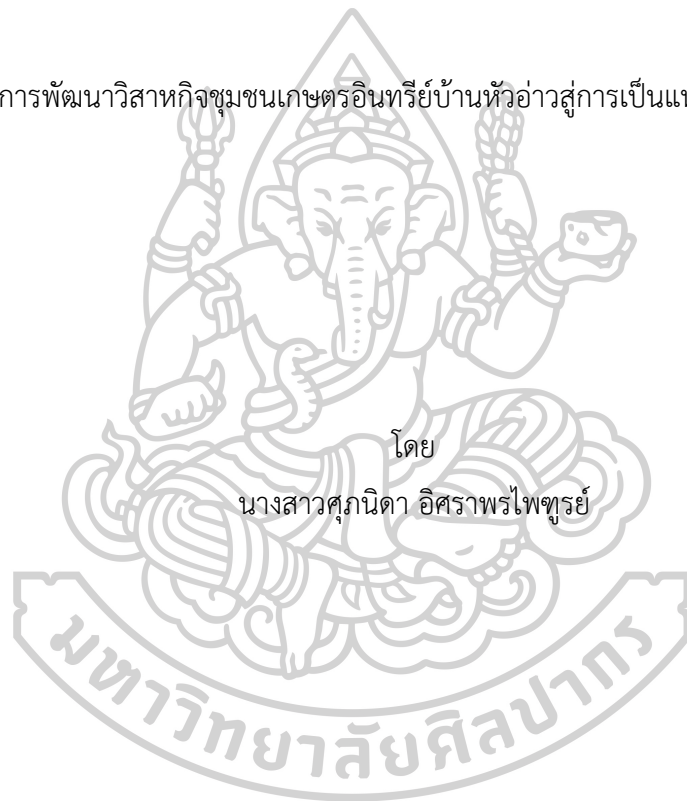 การพัฒนาวิสาหกิจชุมชนเกษตรอินทรีย์บ้านหัวอ่าวสู่การเป็น
โดย
นางสาวศุภนิดา อิศราพรไพฑูรย์
มหาวิทยาลัยศิลปากร